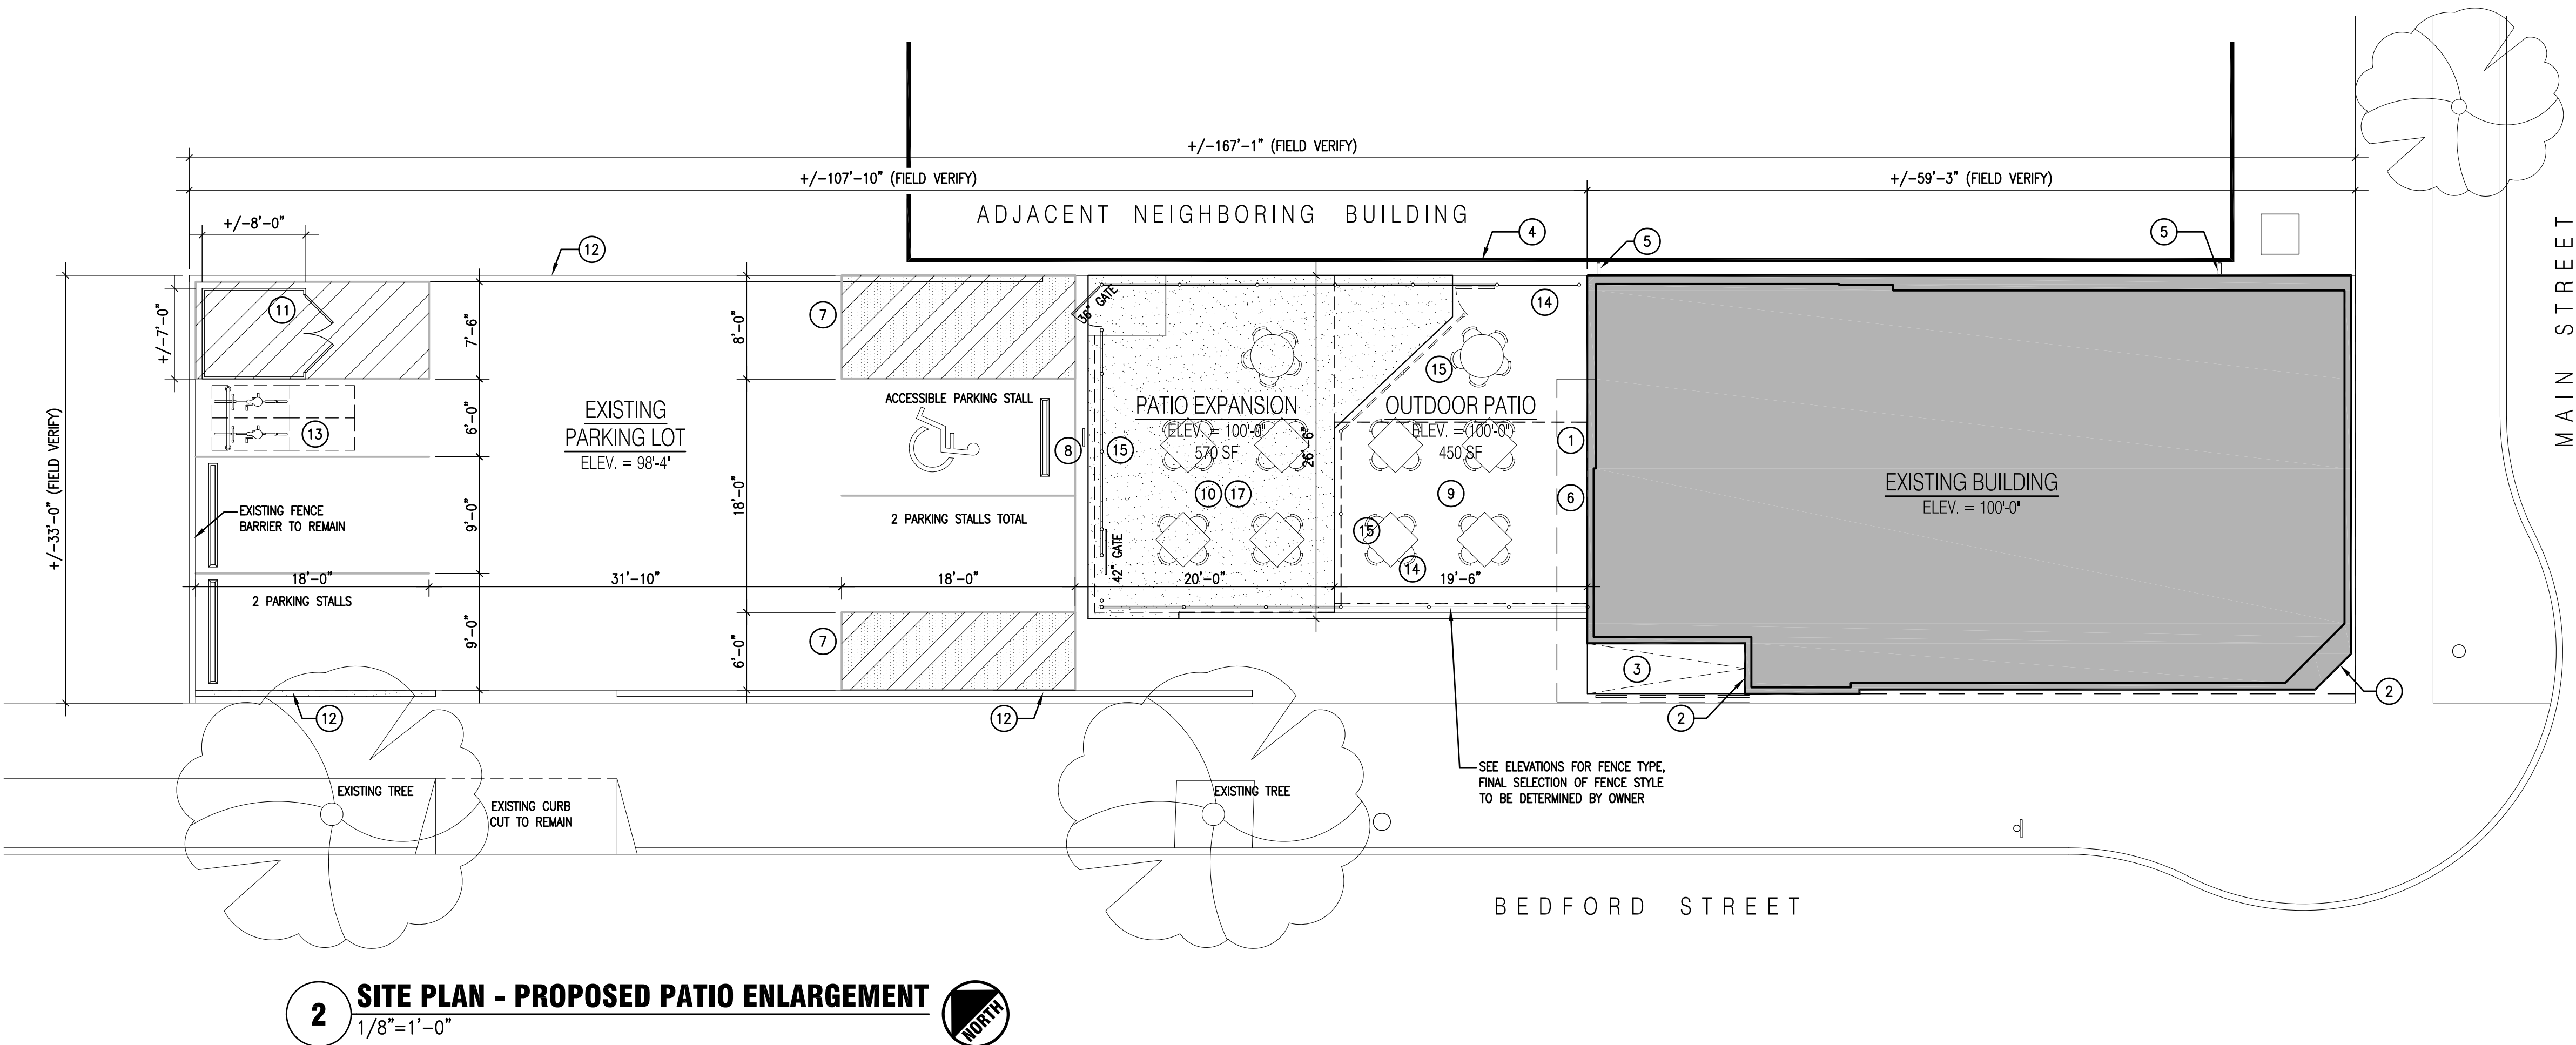 +/-167'-1" (FIELD VERIFY)
+/-107'-10" (FIELD VERIFY)
+/-59'-3" (FIELD VERIFY)
ADJACENT NEIGHBORING BUILDING
+/-8'-0"
12
4
5
5
MAIN STREET
+/-33'-0" (FIELD VERIFY)
+/-7'-0"
11
7'-6"
8'-0"
7
36" GATE
14
15
6'-0"
13
EXISTING
PARKING LOT
ELEV. = 98'-4"
ACCESSIBLE PARKING STALL
8
15
PATIO EXPANSION
ELEV. = 100'-0"
570 SF
26'-6"
OUTDOOR PATIO
ELEV. = 100'-0"
450 SF
1
EXISTING BUILDING
ELEV. = 100'-0"
EXISTING FENCE
BARRIER TO REMAIN
9'-0"
18'-0"
2 PARKING STALLS TOTAL
10
17
9
6
15
14
42" GATE
18'-0"
31'-10"
18'-0"
20'-0"
19'-6"
2 PARKING STALLS
9'-0"
6'-0"
7
3
2
2
12
12
SEE ELEVATIONS FOR FENCE TYPE,
FINAL SELECTION OF FENCE STYLE
TO BE DETERMINED BY OWNER
EXISTING TREE
EXISTING CURB
CUT TO REMAIN
EXISTING TREE
BEDFORD STREET
2
SITE PLAN - PROPOSED PATIO ENLARGEMENT
1/8"=1'-0"
NORTH